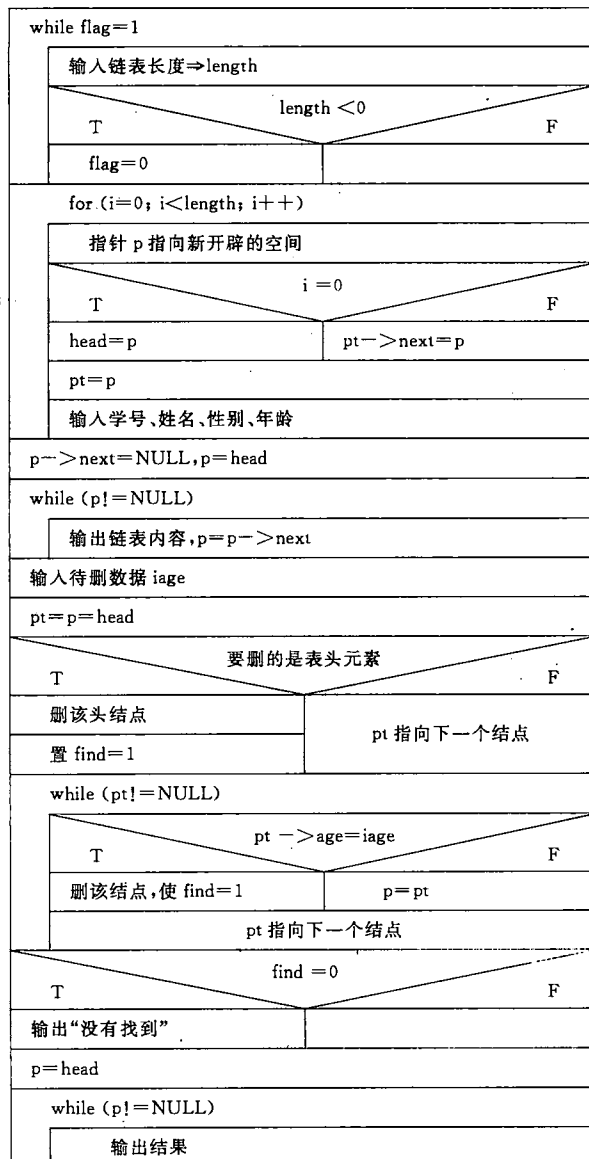 while flag=1
输入链表长度⇒length
length <0
T F
flag=0
for (i=0; i<length; i++)
指针 p 指向新开辟的空间
i =0
T F
head=p pt—>next=p
pt=p
输入学号、姓名、性别、年龄
p—>next=NULL,p=head
while (p!=NULL)
输出链表内容,p=p—>next
输入待删数据 iage
pt=p=head
要删的是表头元素
T F
删该头结点
pt 指向下一个结点
置 find=1
while (pt!=NULL)
pt —>age=iage
T F
删该结点,使 find=1 p=pt
pt 指向下一个结点
find =0
T F
输出“没有找到”
p=head
while (p!=NULL)
输出结果